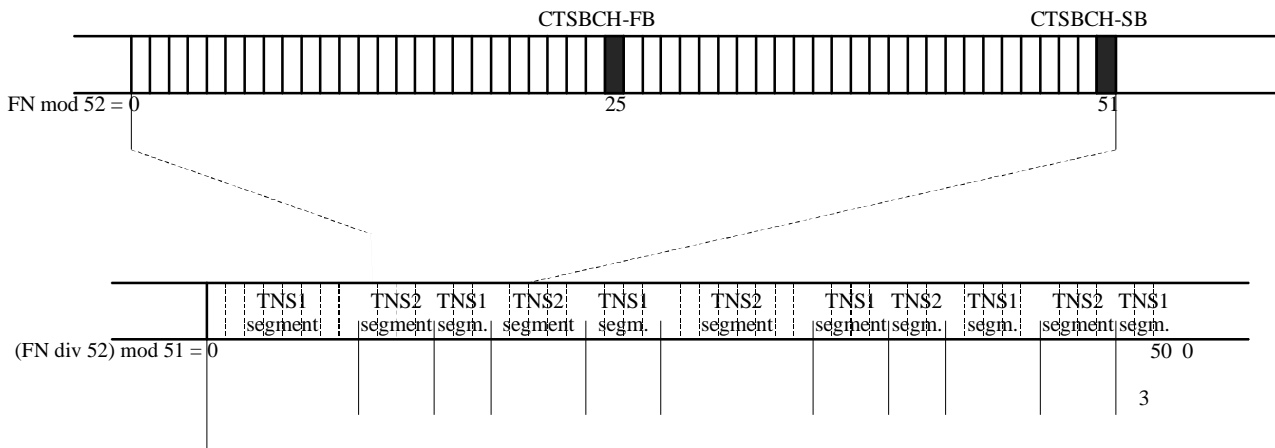 CTSBCH-FB CTSBCH-SB
FN mod 52 = 0 25 51
TNS1 TNS2 TNS1 TNS2 TNS1 TNS2 TNS1 TNS2 TNS1 TNS2 TNS1
segment segment segm. segment segm. segment segment segm. segm. segment segm.
(FN div 52) mod 51 = 0 50 0
3